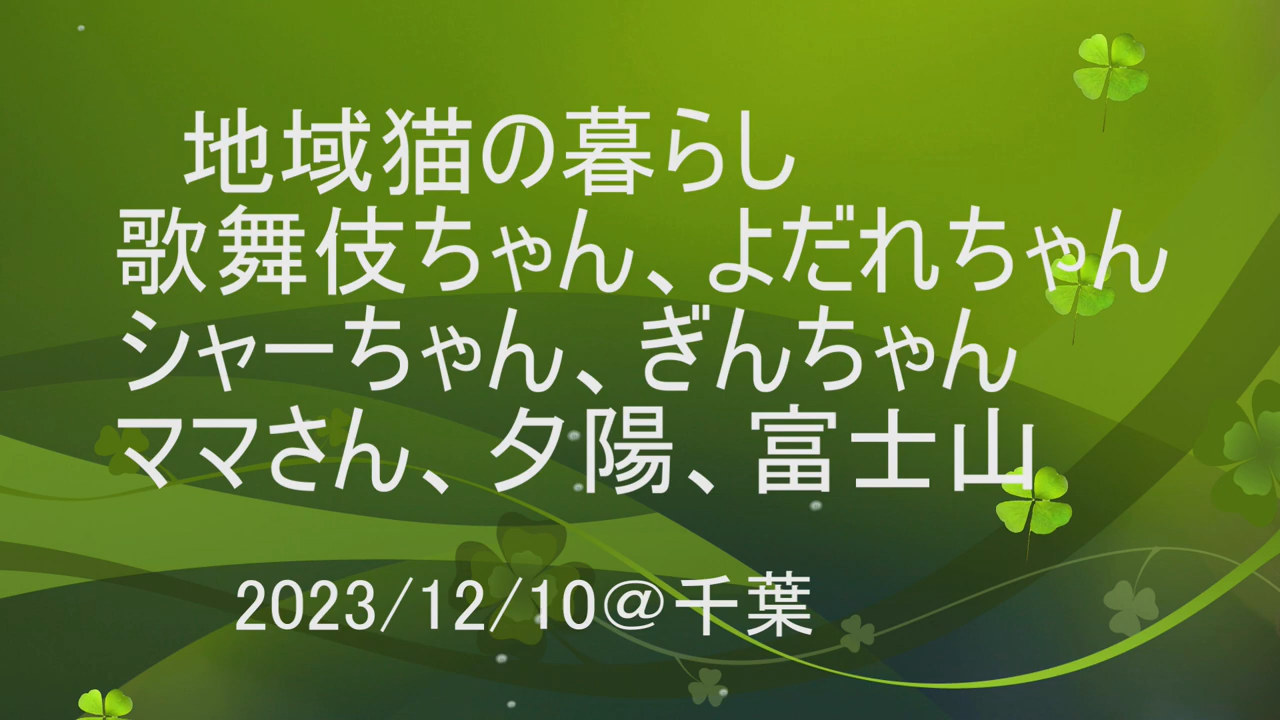 地域猫の暮らし
歌舞伎ちゃん、よだれちゃん
シャーちゃん、ぎんちゃん
ママさん、夕陽、富士山
2023/12/10@千葉